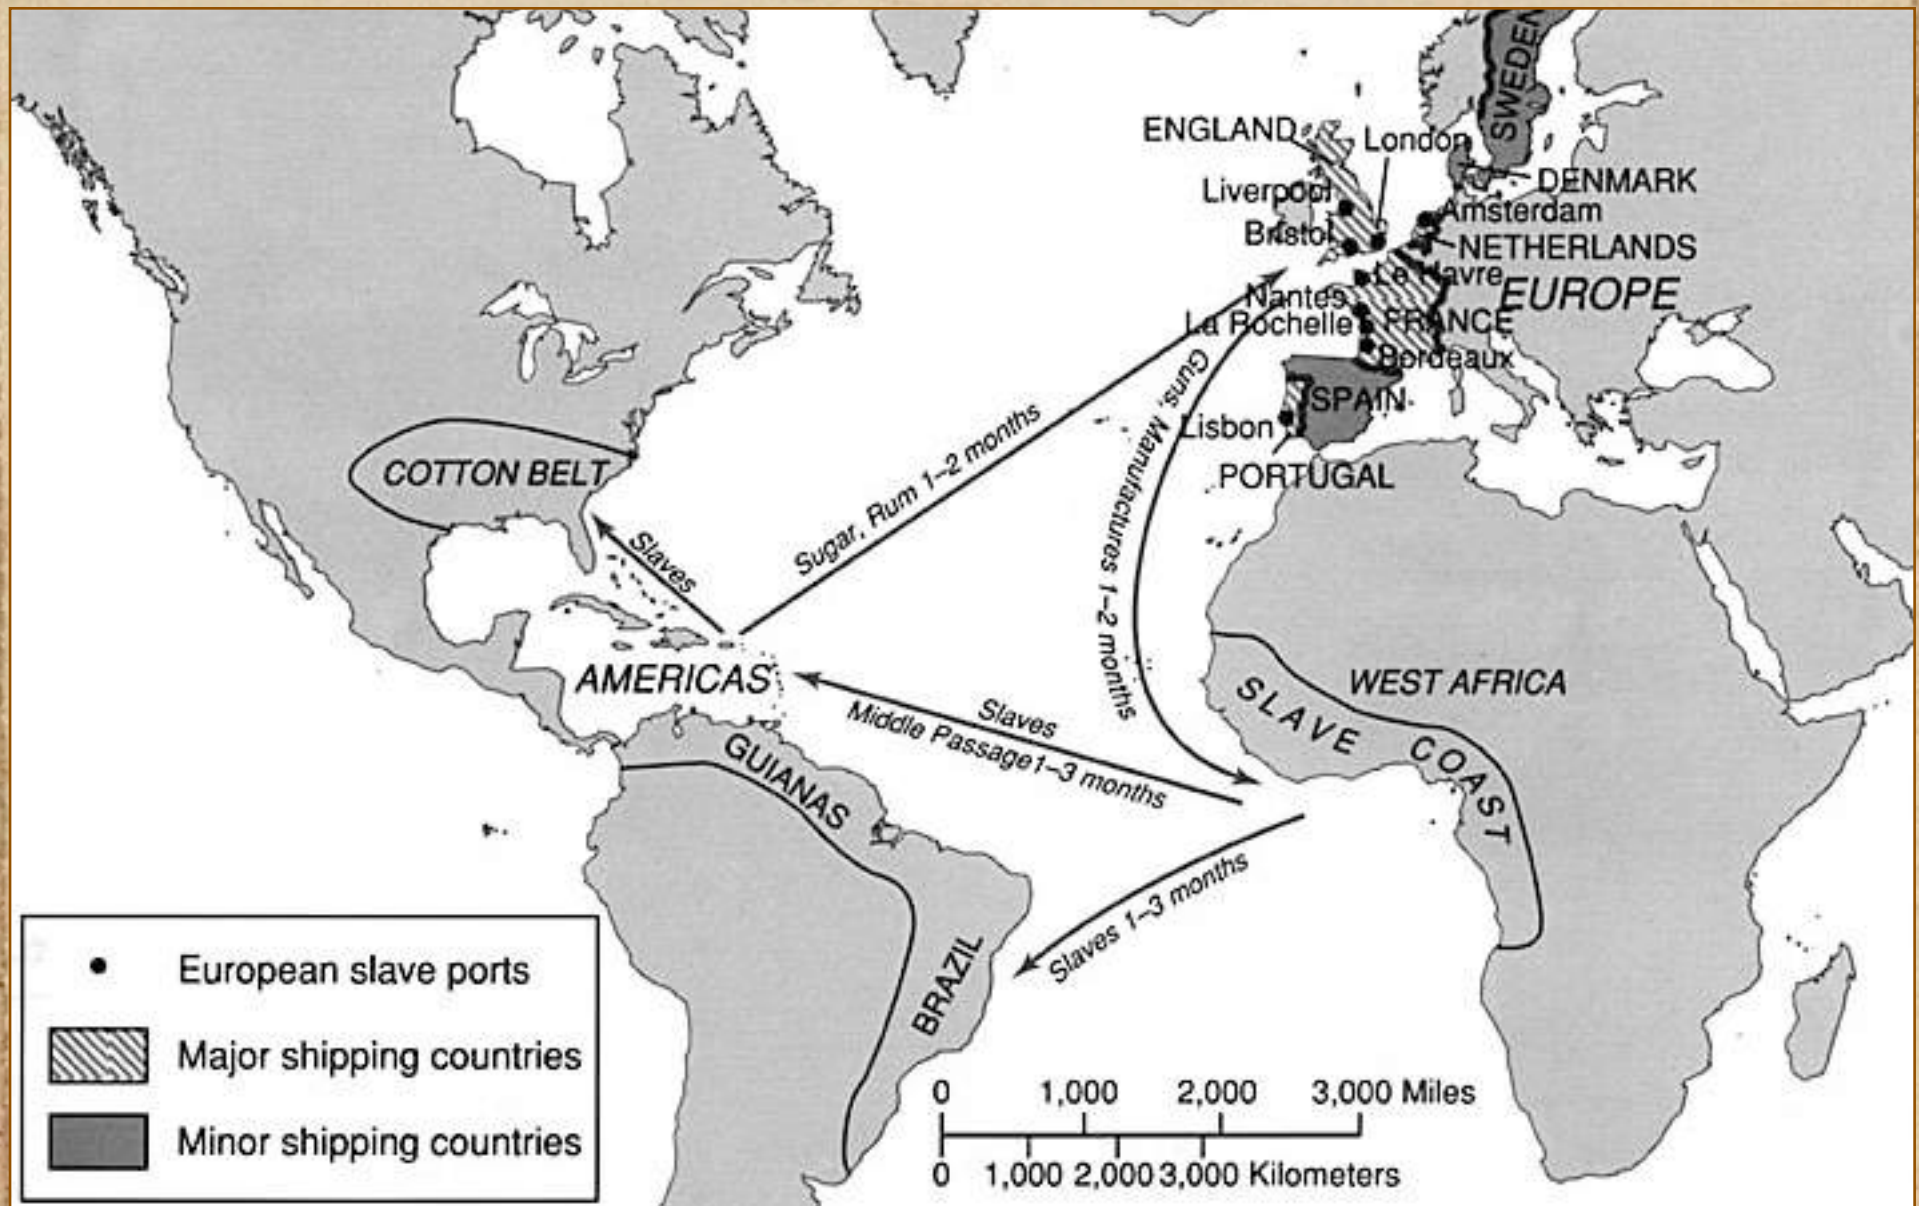 SWEDEN
ENGLAND
London
Liverpool
DENMARK
Amsterdam
Bristol
NETHERLANDS
Le Havre
EUROPE
Nantes
La Rochelle
FRANCE
Bordeaux
SPAIN
Lisbon
PORTUGAL
Guns, Manufactures 1–2 months
Sugar, Rum 1–2 months
COTTON BELT
Slaves
AMERICAS
WEST AFRICA
SLAVE COAST
Slaves
Middle Passage 1–3 months
GUIANAS
Slaves 1–3 months
BRAZIL
European slave ports
Major shipping countries
Minor shipping countries
0 1,000 2,000 3,000 Miles
0 1,000 2,000 3,000 Kilometers